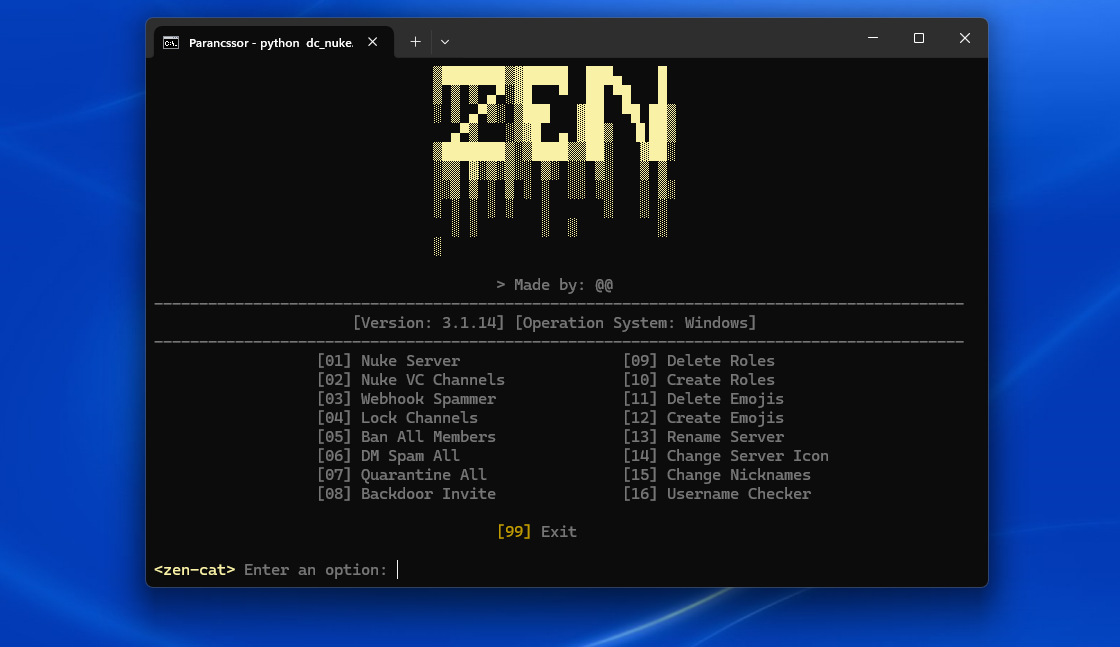 Parancssor - python dc_nuke.
ZEN
> Made by: @@
[Version: 3.1.14] [Operation System: Windows]
[01] Nuke Server [09] Delete Roles
[02] Nuke VC Channels [10] Create Roles
[03] Webhook Spammer [11] Delete Emojis
[04] Lock Channels [12] Create Emojis
[05] Ban All Members [13] Rename Server
[06] DM Spam All [14] Change Server Icon
[07] Quarantine All [15] Change Nicknames
[08] Backdoor Invite [16] Username Checker
[99] Exit
<zen-cat> Enter an option: